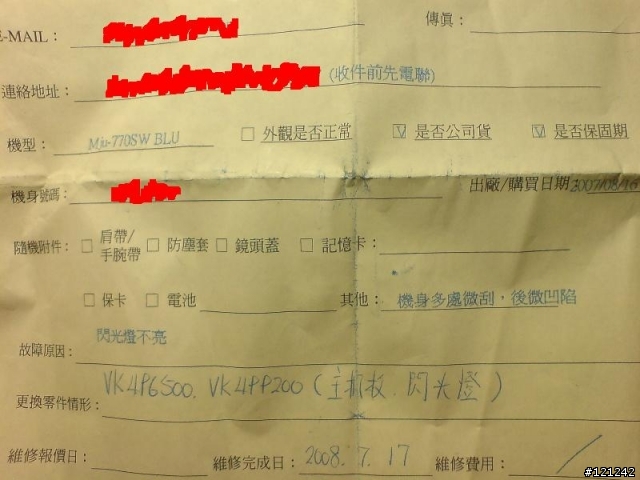 E-MAIL： 傳真：
連絡地址： (收件前先電聯)
機型： Mju-770SW BLU □ 外觀是否正常 ☑ 是否公司貨 ☑ 是否保固期
機身號碼： 出廠/購買日期 2007/08/16
隨機附件： □ 肩帶/手腕帶 □ 防塵套 □ 鏡頭蓋 □ 記憶卡：
□ 保卡 □ 電池 其他： 機身多處微刮，後微凹陷
故障原因： 閃光燈不亮
更換零件情形： VK4P6500. VK4PP200 (主機板. 閃光燈)
維修報價日： 維修完成日： 2008. 7. 17 維修費用： /
#121242